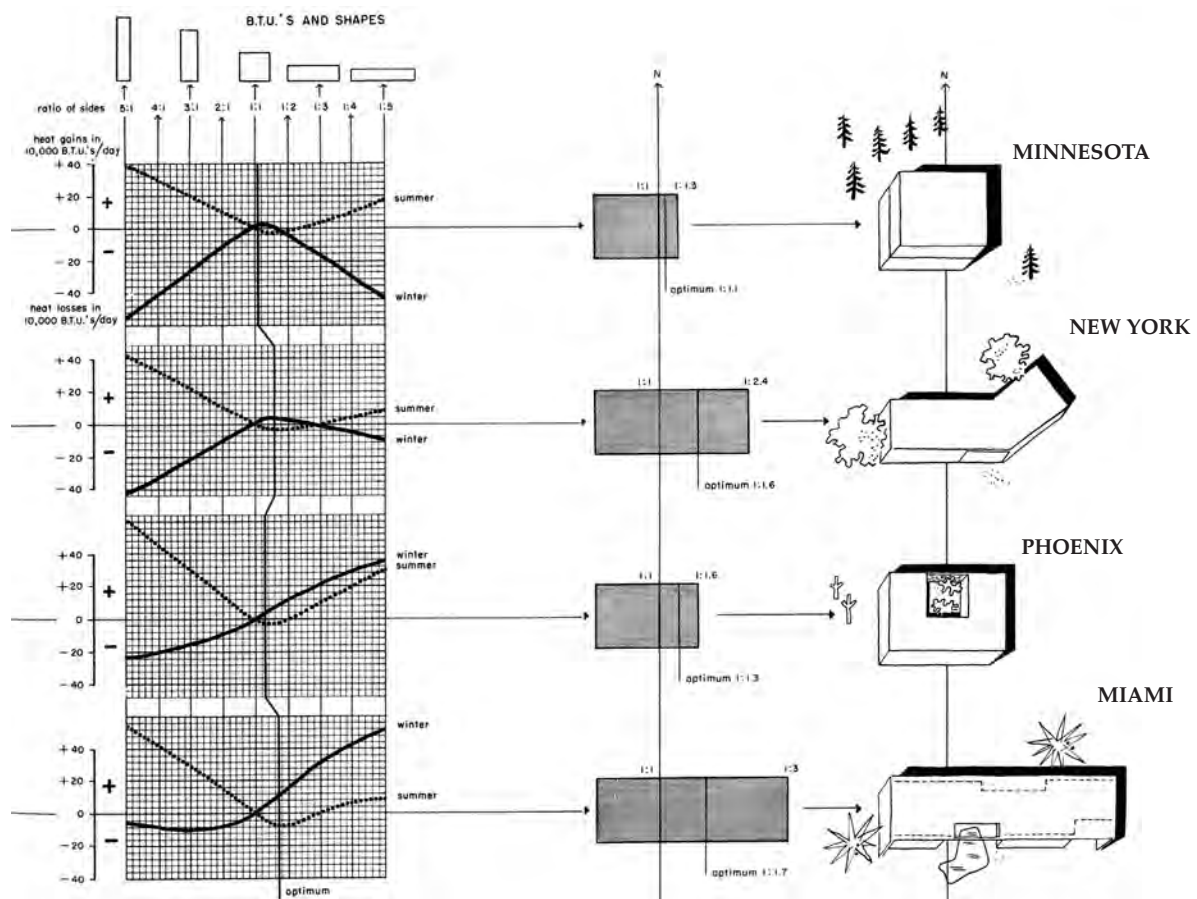 B.T.U.'S AND SHAPES
ratio of sides 5:1 4:1 3:1 2:1 1:1 1:2 1:3 1:4 1:5
heat gains in
10,000 B.T.U.'s/day
+40
+20
0
-20
-40
+
-
summer
winter
heat losses in
10,000 B.T.U.'s/day
+40
+20
0
-20
-40
+
-
summer
winter
+40
+20
0
-20
-40
+
-
winter
summer
+40
+20
0
-20
-40
+
-
winter
summer
optimum
N
1:1 1:1.3
optimum 1:1.1
1:1 1:2.4
optimum 1:1.6
1:1 1:1.6
optimum 1:1.3
1:1 1:3
optimum 1:1.7
N
MINNESOTA
NEW YORK
PHOENIX
MIAMI